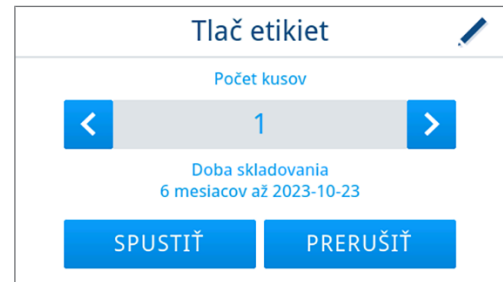 Tlač etikiet
Počet kusov
1
Doba skladovania
6 mesiacov až 2023-10-23
SPUSTIŤ PRERUŠIŤ